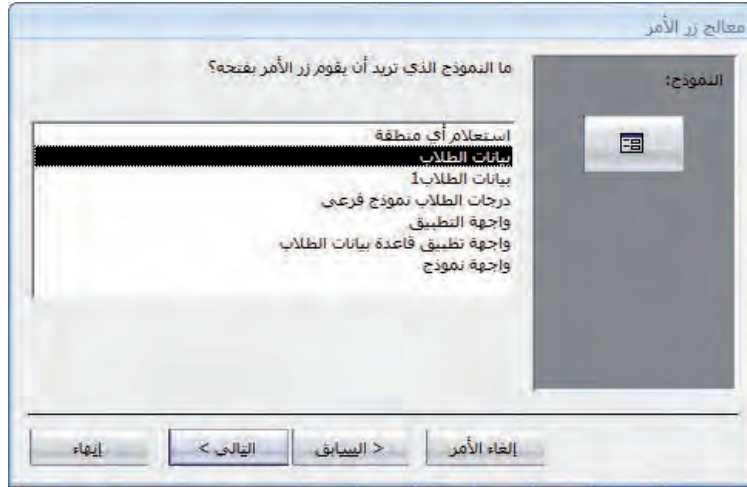 معالج زر الأمر
النموذج:
ما النموذج الذي تريد أن يقوم زر الأمر بفتحه؟
استعلام أي منطقة
بيانات الطلاب
بيانات الطلاب1
درجات الطلاب نموذج فرعي
واجهة التطبيق
واجهة تطبيق قاعدة بيانات الطلاب
واجهة نموذج
إلغاء الأمر
< السابق
التالي >
إنهاء